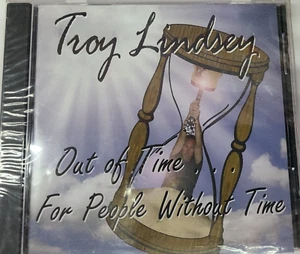 Troy Lindsey
Out of Time . . .
For People Without Time